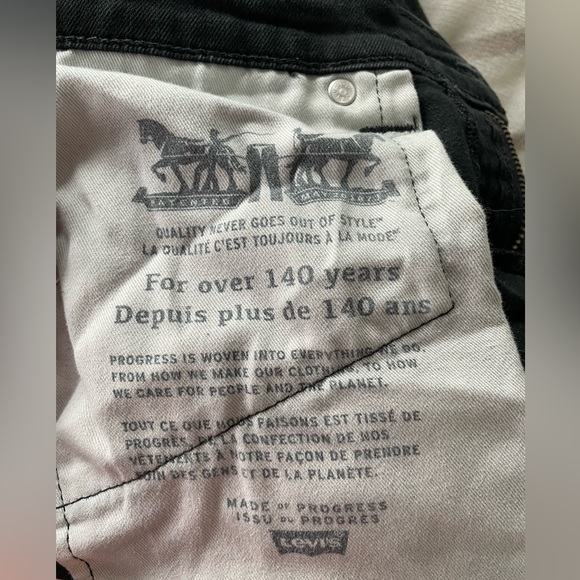 PATENTED
QUALITY NEVER GOES OUT OF STYLE™
LA QUALITÉ C'EST TOUJOURS À LA MODE™
For over 140 years
Depuis plus de 140 ans
PROGRESS IS WOVEN INTO EVERYTHING WE DO,
FROM HOW WE MAKE OUR CLOTHING, TO HOW
WE CARE FOR PEOPLE AND THE PLANET.
TOUT CE QUE NOUS FAISONS EST TISSÉ DE
PROGRÈS, DE LA CONFECTION DE NOS
VÊTEMENTS À NOTRE FAÇON DE PRENDRE
SOIN DES GENS ET DE LA PLANÈTE.
MADE OF PROGRESS
ISSU DU PROGRÈS
Levi's